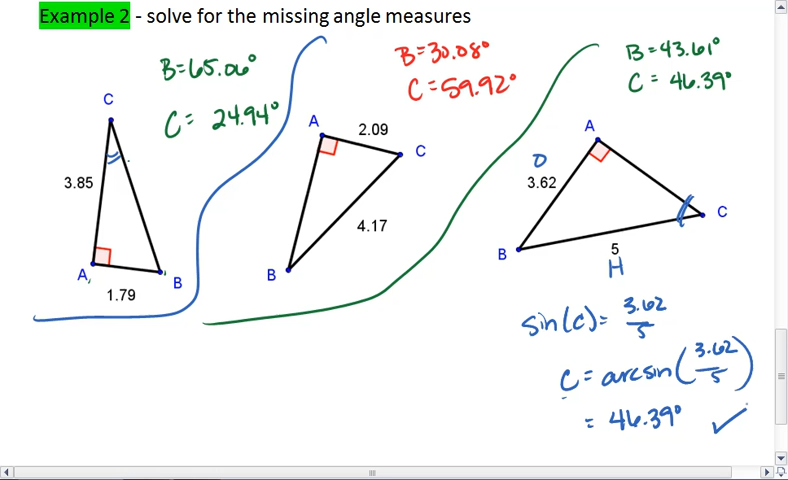 Example 2 - solve for the missing angle measures
B=65.06°
C= 24.94°
C
3.85
A
B
1.79
B=30.08°
C=59.92°
A
2.09
C
4.17
B
B=43.61°
C= 46.39°
A
O
3.62
C
B
5
H
sin(C)= 3.62/5
C= arcsin(3.62/5)
= 46.39° ✓